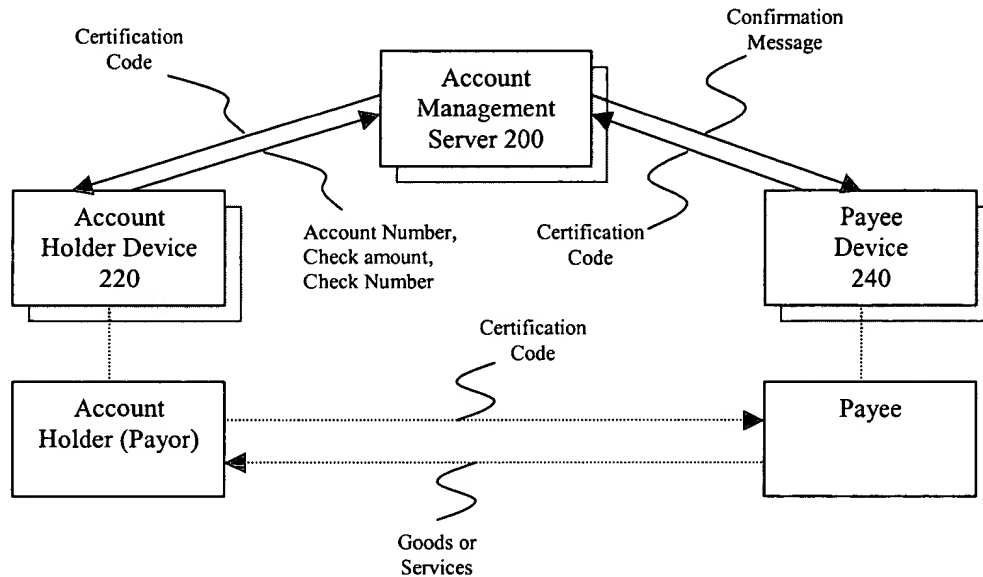 Certification
Code
Confirmation
Message
Account
Management
Server 200
Account
Holder Device
220
Account Number,
Check amount,
Check Number
Certification
Code
Payee
Device
240
Certification
Code
Account
Holder (Payor)
Payee
Goods or
Services